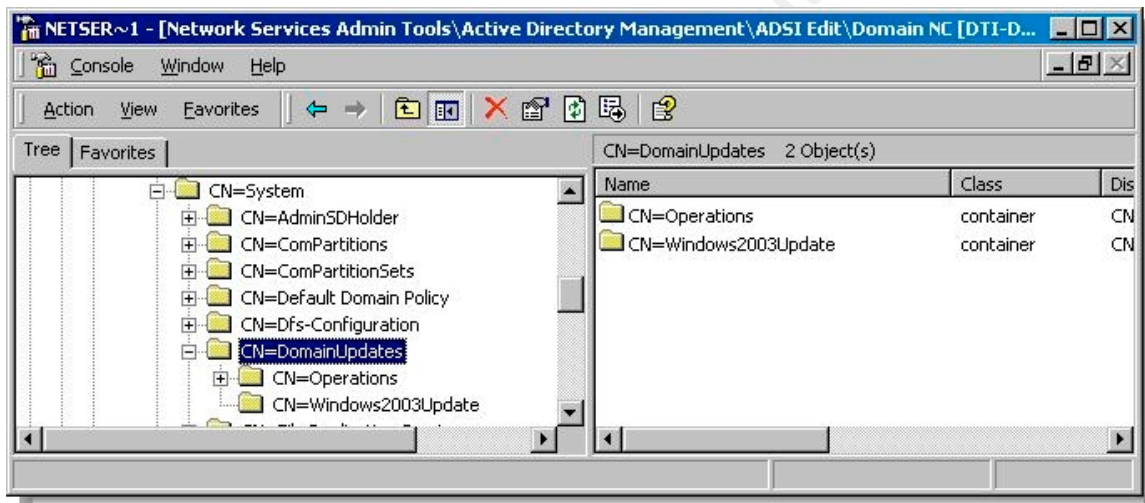 NETSER~1 - [Network Services Admin Tools\Active Directory Management\ADSI Edit\Domain NC [DTI-D...
Console Window Help
Action View Favorites
Tree Favorites
CN=DomainUpdates 2 Object(s)
CN=System
CN=AdminSDHolder
CN=ComPartitions
CN=ComPartitionSets
CN=Default Domain Policy
CN=Dfs-Configuration
CN=DomainUpdates
CN=Operations
CN=Windows2003Update
Name Class Dis
CN=Operations container CN
CN=Windows2003Update container CN